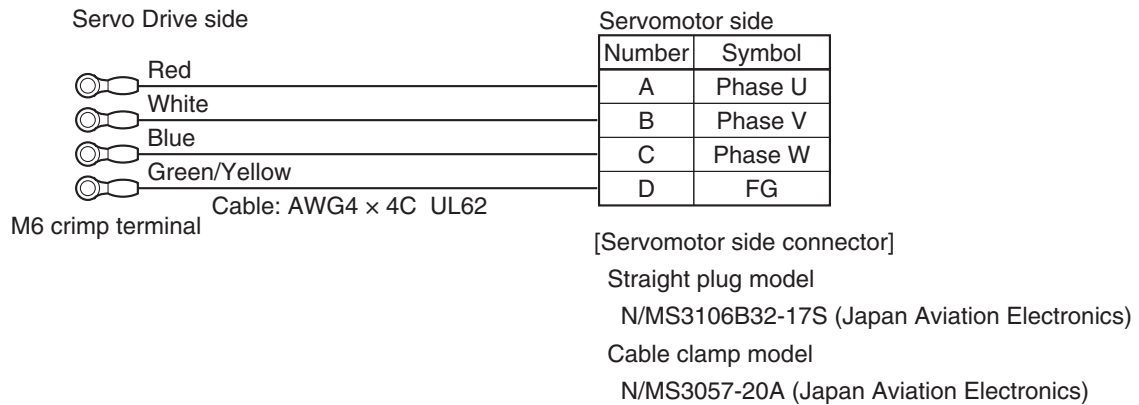 Servo Drive side
Servomotor side
Number Symbol
Red
A Phase U
White
B Phase V
Blue
C Phase W
Green/Yellow
D FG
Cable: AWG4 × 4C UL62
M6 crimp terminal
[Servomotor side connector]
Straight plug model
N/MS3106B32-17S (Japan Aviation Electronics)
Cable clamp model
N/MS3057-20A (Japan Aviation Electronics)